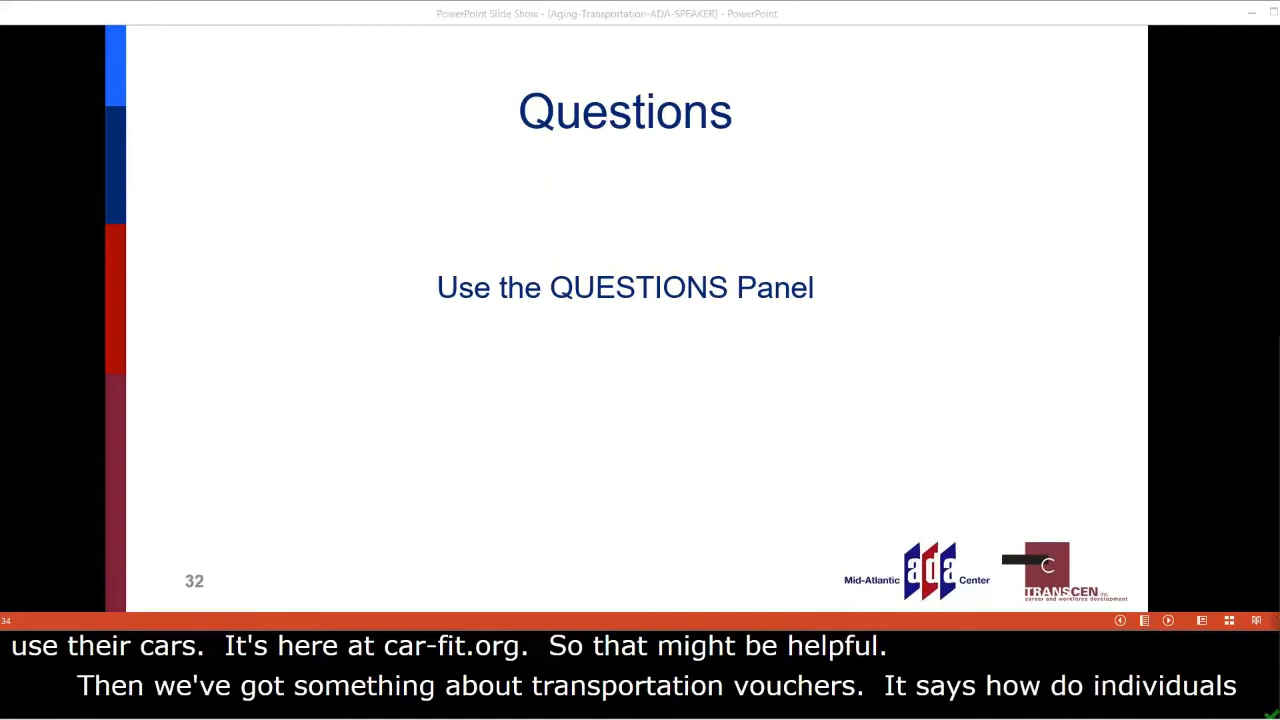 PowerPoint Slide Show - [Aging-Transportation-ADA-SPEAKER] - PowerPoint
Questions
Use the QUESTIONS Panel
32
Mid-Atlantic ada Center
C
TRANSCEN inc.
career and workforce development
34
use their cars.  It's here at car-fit.org.  So that might be helpful.
Then we've got something about transportation vouchers.  It says how do individuals